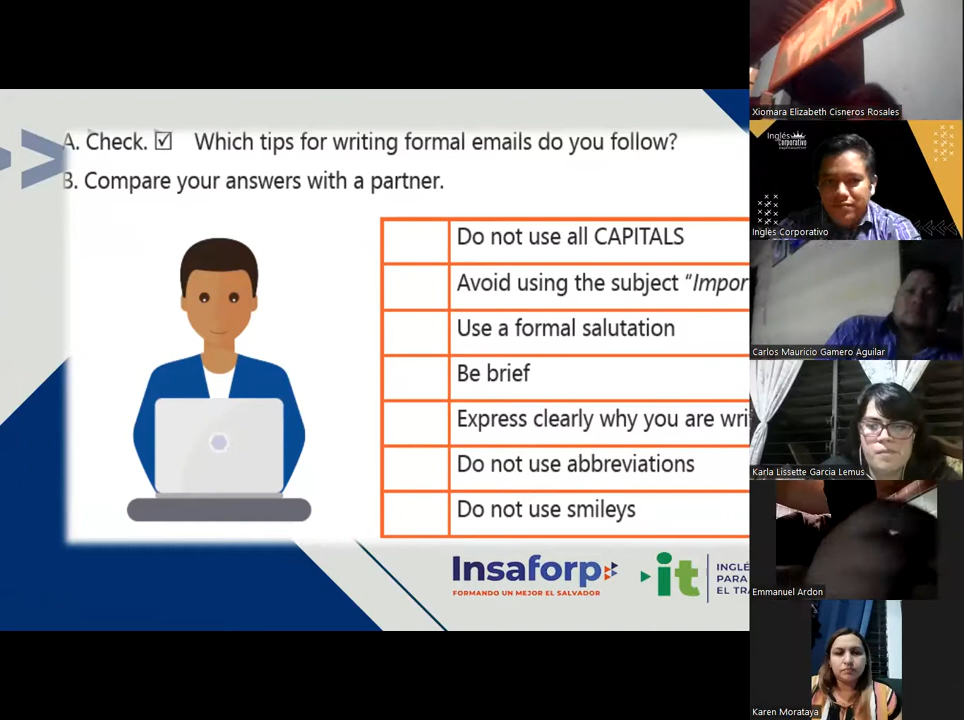 A. Check. ☑ Which tips for writing formal emails do you follow?
B. Compare your answers with a partner.
Do not use all CAPITALS
Avoid using the subject "Impor
Use a formal salutation
Be brief
Express clearly why you are wri
Do not use abbreviations
Do not use smileys
Insaforp
FORMANDO UN MEJOR EL SALVADOR
it
INGLÉ
PARA
EL TR
Xiomara Elizabeth Cisneros Rosales
Inglés
Corporativo
Inglés Corporativo
Carlos Mauricio Gamero Aguilar
Karla Lissette Garcia Lemus
Emmanuel Ardon
Karen Morataya